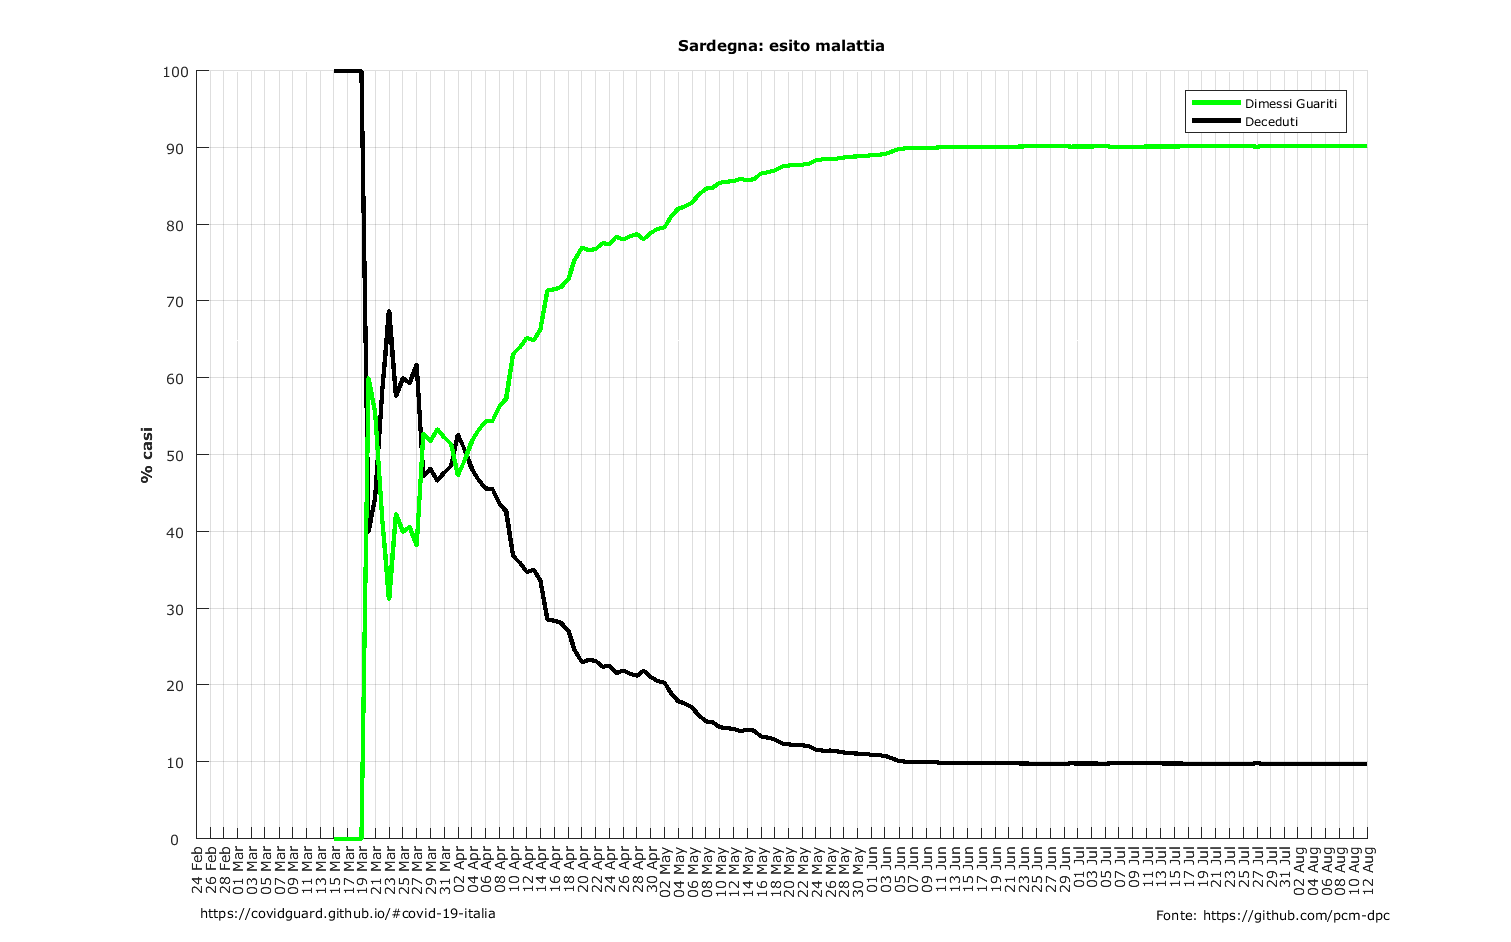 Sardegna: esito malattia
Dimessi Guariti
Deceduti
% casi
100
90
80
70
60
50
40
30
20
10
0
24 Feb
26 Feb
28 Feb
01 Mar
03 Mar
05 Mar
07 Mar
09 Mar
11 Mar
13 Mar
15 Mar
17 Mar
19 Mar
21 Mar
23 Mar
25 Mar
27 Mar
29 Mar
31 Mar
02 Apr
04 Apr
06 Apr
08 Apr
10 Apr
12 Apr
14 Apr
16 Apr
18 Apr
20 Apr
22 Apr
24 Apr
26 Apr
28 Apr
30 Apr
02 May
04 May
06 May
08 May
10 May
12 May
14 May
16 May
18 May
20 May
22 May
24 May
26 May
28 May
30 May
01 Jun
03 Jun
05 Jun
07 Jun
09 Jun
11 Jun
13 Jun
15 Jun
17 Jun
19 Jun
21 Jun
23 Jun
25 Jun
27 Jun
29 Jun
01 Jul
03 Jul
05 Jul
07 Jul
09 Jul
11 Jul
13 Jul
15 Jul
17 Jul
19 Jul
21 Jul
23 Jul
25 Jul
27 Jul
29 Jul
31 Jul
02 Aug
04 Aug
06 Aug
08 Aug
10 Aug
12 Aug
https://covidguard.github.io/#covid-19-italia
Fonte: https://github.com/pcm-dpc